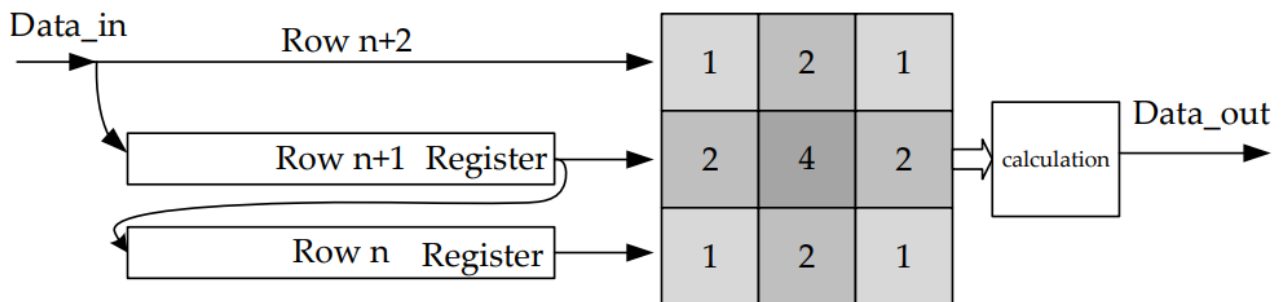 Data_in
Row n+2
1 2 1
Row n+1 Register
2 4 2
calculation
Data_out
Row n Register
1 2 1